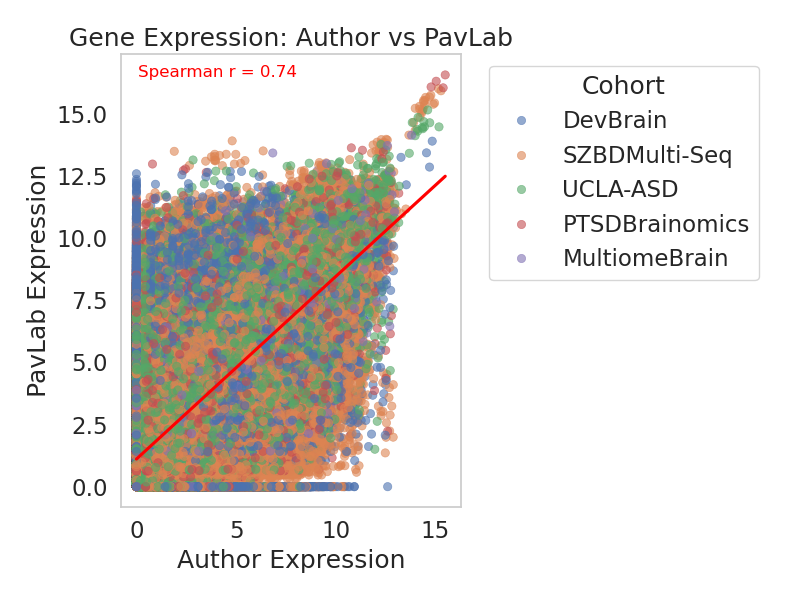 Gene Expression: Author vs PavLab
Spearman r = 0.74
PavLab Expression
15.0
12.5
10.0
7.5
5.0
2.5
0.0
0 5 10 15
Author Expression
Cohort
DevBrain
SZBDMulti-Seq
UCLA-ASD
PTSDBrainomics
MultiomeBrain